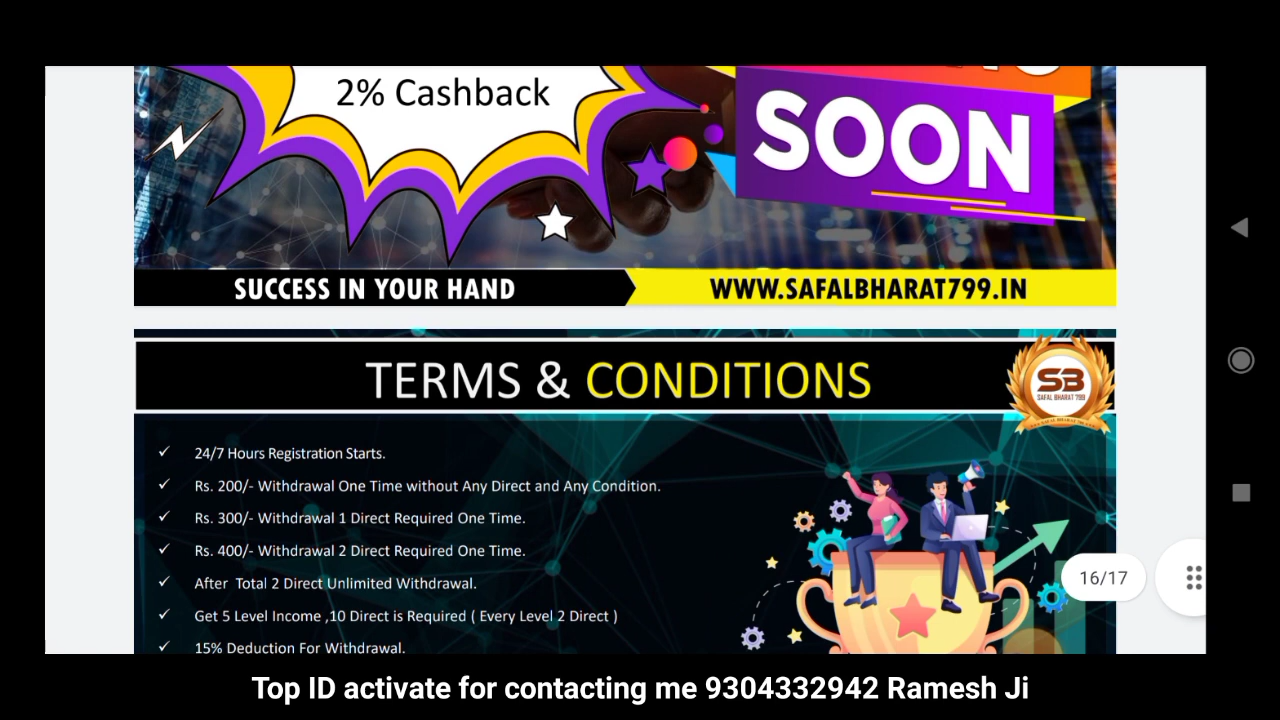 2% Cashback
SOON
SUCCESS IN YOUR HAND
WWW.SAFALBHARAT799.IN
TERMS & CONDITIONS
SB
SAFAL BHARAT 799
24/7 Hours Registration Starts.
Rs. 200/- Withdrawal One Time without Any Direct and Any Condition.
Rs. 300/- Withdrawal 1 Direct Required One Time.
Rs. 400/- Withdrawal 2 Direct Required One Time.
After Total 2 Direct Unlimited Withdrawal.
16/17
Get 5 Level Income ,10 Direct is Required ( Every Level 2 Direct )
15% Deduction For Withdrawal.
Top ID activate for contacting me 9304332942 Ramesh Ji